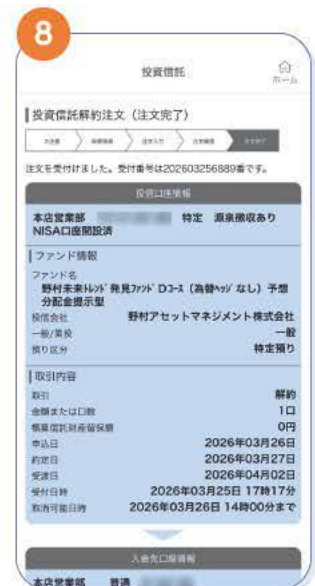 8
投資信託
ホーム
投資信託解約注文（注文完了）
注文入力
注文完了
注文を受付けました。受付番号は202603256889番です。
投信口座情報
本店営業部 特定 源泉徴収あり
NISA口座開設済
ファンド情報
ファンド名
野村未来ﾄﾚﾝﾄﾞ発見ﾌｧﾝﾄﾞ Dｺｰｽ（為替ﾍｯｼﾞなし）予想
分配金提示型
投信会社 野村アセットマネジメント株式会社
一般/累投 一般
預り区分 特定預り
取引内容
取引 解約
金額または口数 1口
概算信託財産留保額 0円
申込日 2026年03月26日
約定日 2026年03月27日
受渡日 2026年04月02日
受付日時 2026年03月25日 17時17分
取消可能日時 2026年03月26日 14時00分まで
入金先口座情報
本店営業部 普通